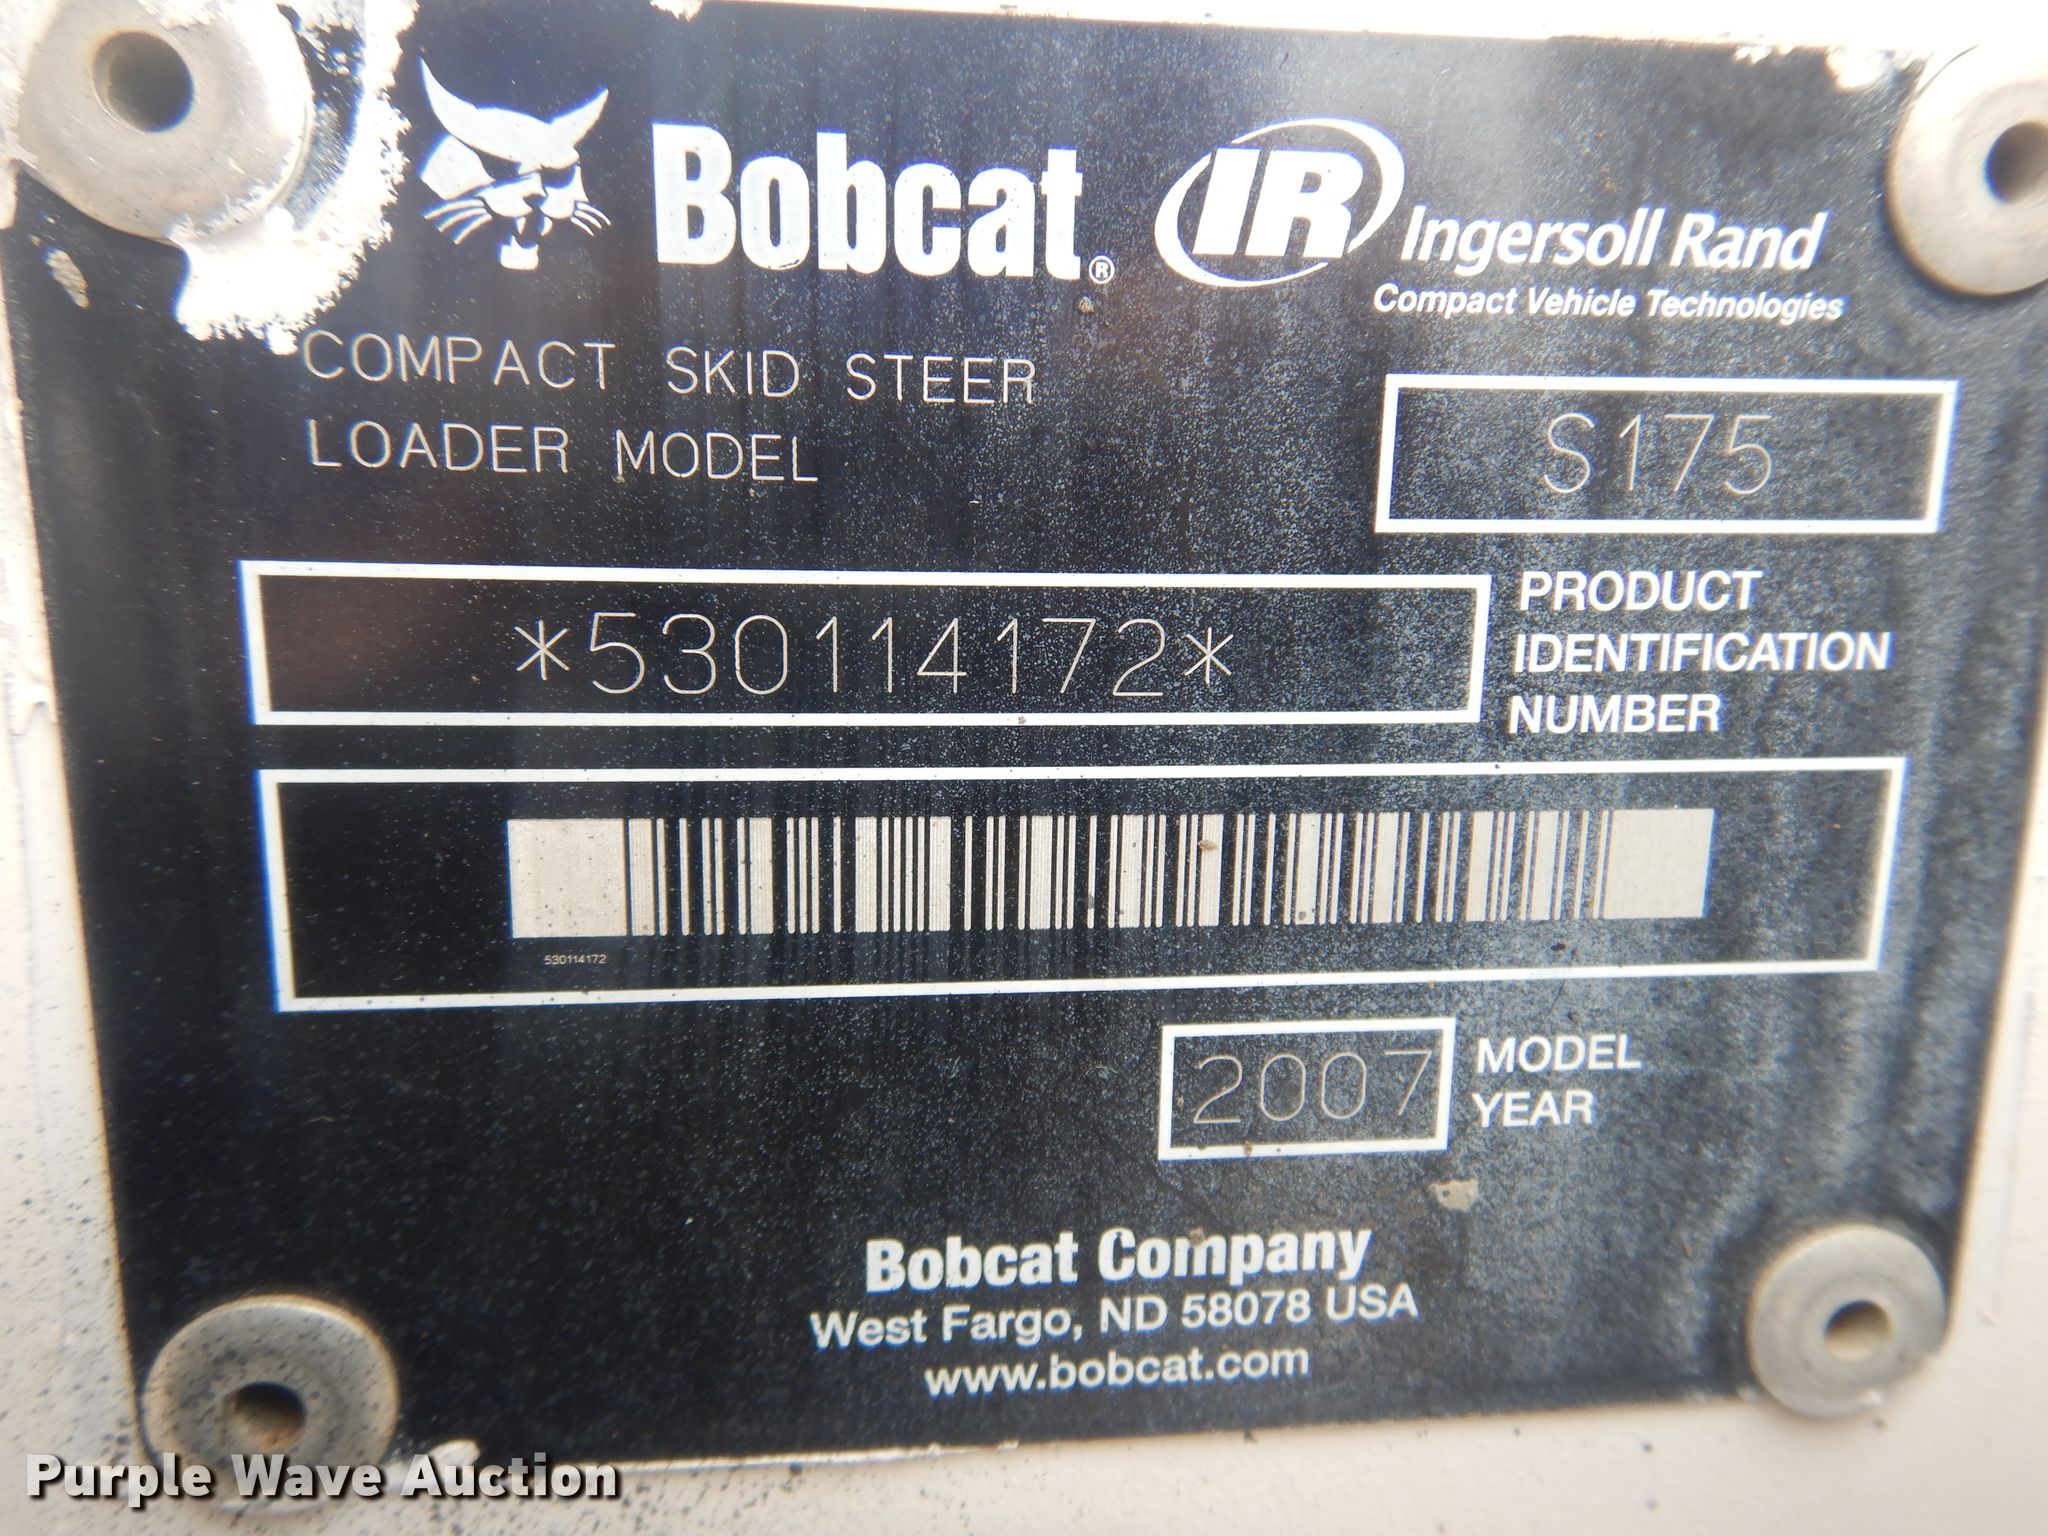 Bobcat® IR Ingersoll Rand
Compact Vehicle Technologies
COMPACT SKID STEER
LOADER MODEL
S175
*530114172*
PRODUCT
IDENTIFICATION
NUMBER
530114172
2007
MODEL
YEAR
Bobcat Company
West Fargo, ND 58078 USA
www.bobcat.com
Purple Wave Auction